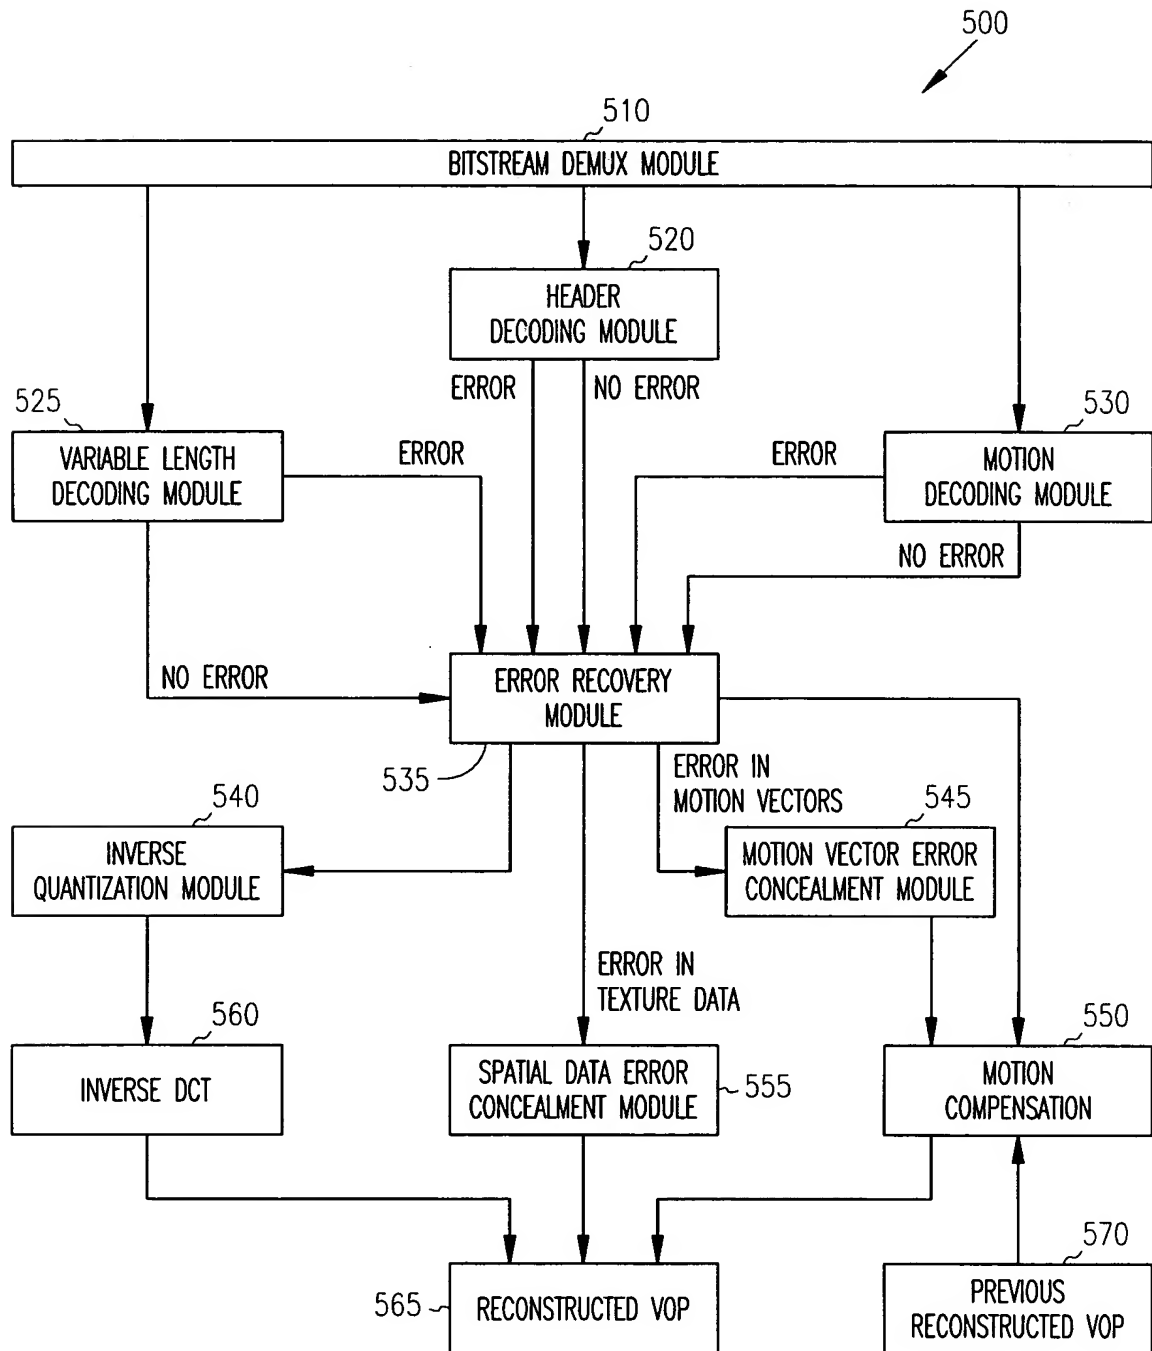 500
510
BITSTREAM DEMUX MODULE
520
HEADER
DECODING MODULE
ERROR
NO ERROR
525
VARIABLE LENGTH
DECODING MODULE
ERROR
530
MOTION
DECODING MODULE
ERROR
NO ERROR
NO ERROR
ERROR RECOVERY
MODULE
535
ERROR IN
MOTION VECTORS
540
INVERSE
QUANTIZATION MODULE
545
MOTION VECTOR ERROR
CONCEALMENT MODULE
ERROR IN
TEXTURE DATA
560
INVERSE DCT
SPATIAL DATA ERROR
CONCEALMENT MODULE
555
550
MOTION
COMPENSATION
565
RECONSTRUCTED VOP
570
PREVIOUS
RECONSTRUCTED VOP